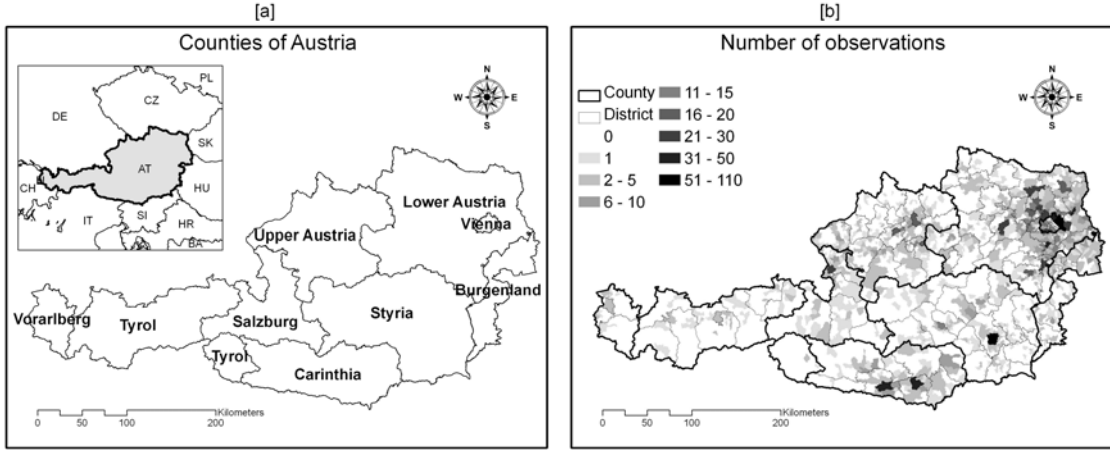 [a]
Counties of Austria
PL
CZ
DE
SK
AT
CH
HU
IT
SI
HR
BA
N
W E
S
Lower Austria
Vienna
Upper Austria
Burgenland
Styria
Vorarlberg
Tyrol
Salzburg
Tyrol
Carinthia
Kilometers
0 50 100 200
[b]
Number of observations
County
District
0
1
2 - 5
6 - 10
11 - 15
16 - 20
21 - 30
31 - 50
51 - 110
N
W E
S
Kilometers
0 50 100 200